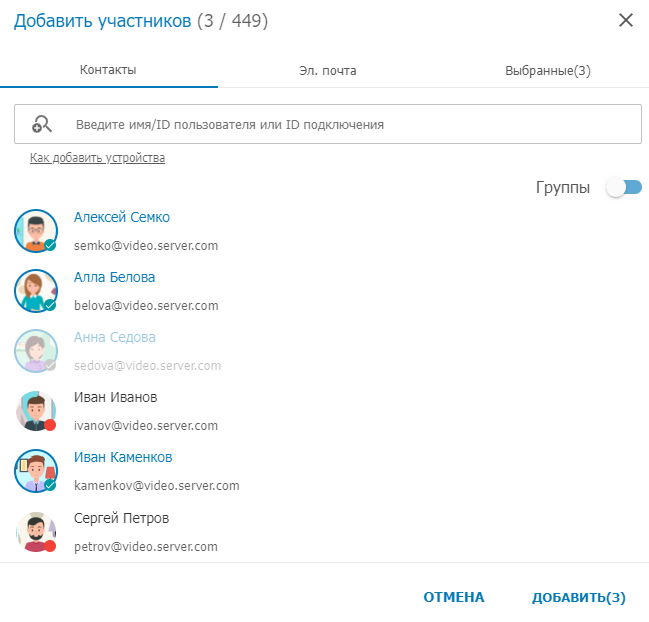 Добавить участников (3 / 449)
Контакты Эл. почта Выбранные(3)
Введите имя/ID пользователя или ID подключения
Как добавить устройства
Группы
Алексей Семко
semko@video.server.com
Алла Белова
belova@video.server.com
Анна Седова
sedova@video.server.com
Иван Иванов
ivanov@video.server.com
Иван Каменков
kamenkov@video.server.com
Сергей Петров
petrov@video.server.com
ОТМЕНА ДОБАВИТЬ(3)